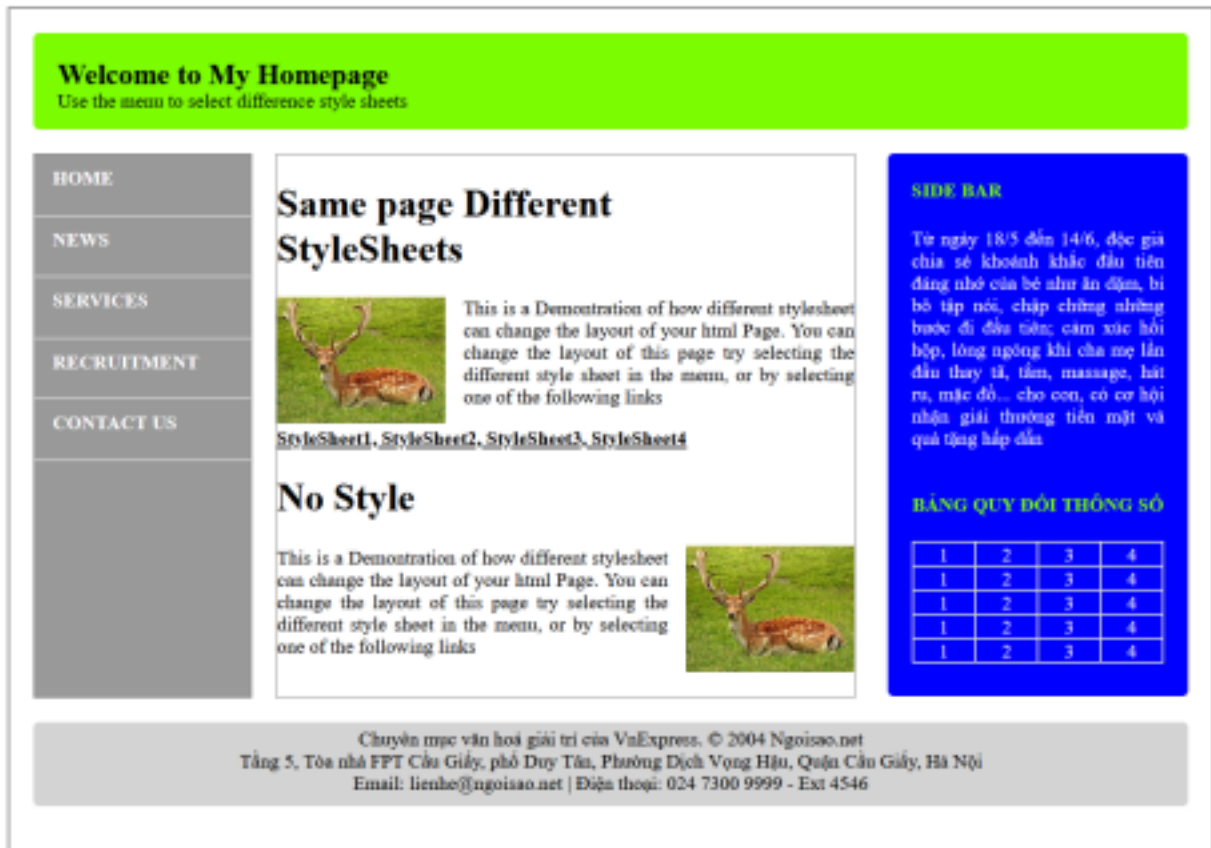 Welcome to My Homepage
Use the menu to select difference style sheets
HOME
NEWS
SERVICES
RECRUITMENT
CONTACT US
Same page Different
StyleSheets
This is a Demontration of how different stylesheet
can change the layout of your html Page. You can
change the layout of this page try selecting the
different style sheet in the menu, or by selecting
one of the following links
StyleSheet1, StyleSheet2, StyleSheet3, StyleSheet4
No Style
This is a Demontration of how different stylesheet
can change the layout of your html Page. You can
change the layout of this page try selecting the
different style sheet in the menu, or by selecting
one of the following links
SIDE BAR
Từ ngày 18/5 đến 14/6, độc giả
chia sẻ khoảnh khắc đầu tiên
đáng nhớ của bé như ăn dặm, bi
bô tập nói, chập chững những
bước đi đầu tiên; cảm xúc hồi
hộp, lóng ngóng khi cha mẹ lần
đầu thay tã, tắm, massage, hát
ru, mặc đồ... cho con, có cơ hội
nhận giải thưởng tiền mặt và
quà tặng hấp dẫn
BẢNG QUY ĐỔI THÔNG SỐ
1 2 3 4
1 2 3 4
1 2 3 4
1 2 3 4
1 2 3 4
Chuyên mục văn hoá giải trí của VnExpress. © 2004 Ngoisao.net
Tầng 5, Tòa nhà FPT Cầu Giấy, phố Duy Tân, Phường Dịch Vọng Hậu, Quận Cầu Giấy, Hà Nội
Email: lienhe@ngoisao.net | Điện thoại: 024 7300 9999 - Ext 4546